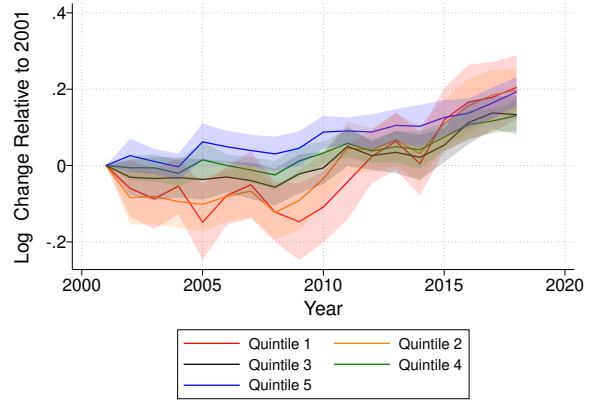 .4
.2
0
-.2
Log Change Relative to 2001
2000 2005 2010 2015 2020
Year
Quintile 1 Quintile 2
Quintile 3 Quintile 4
Quintile 5